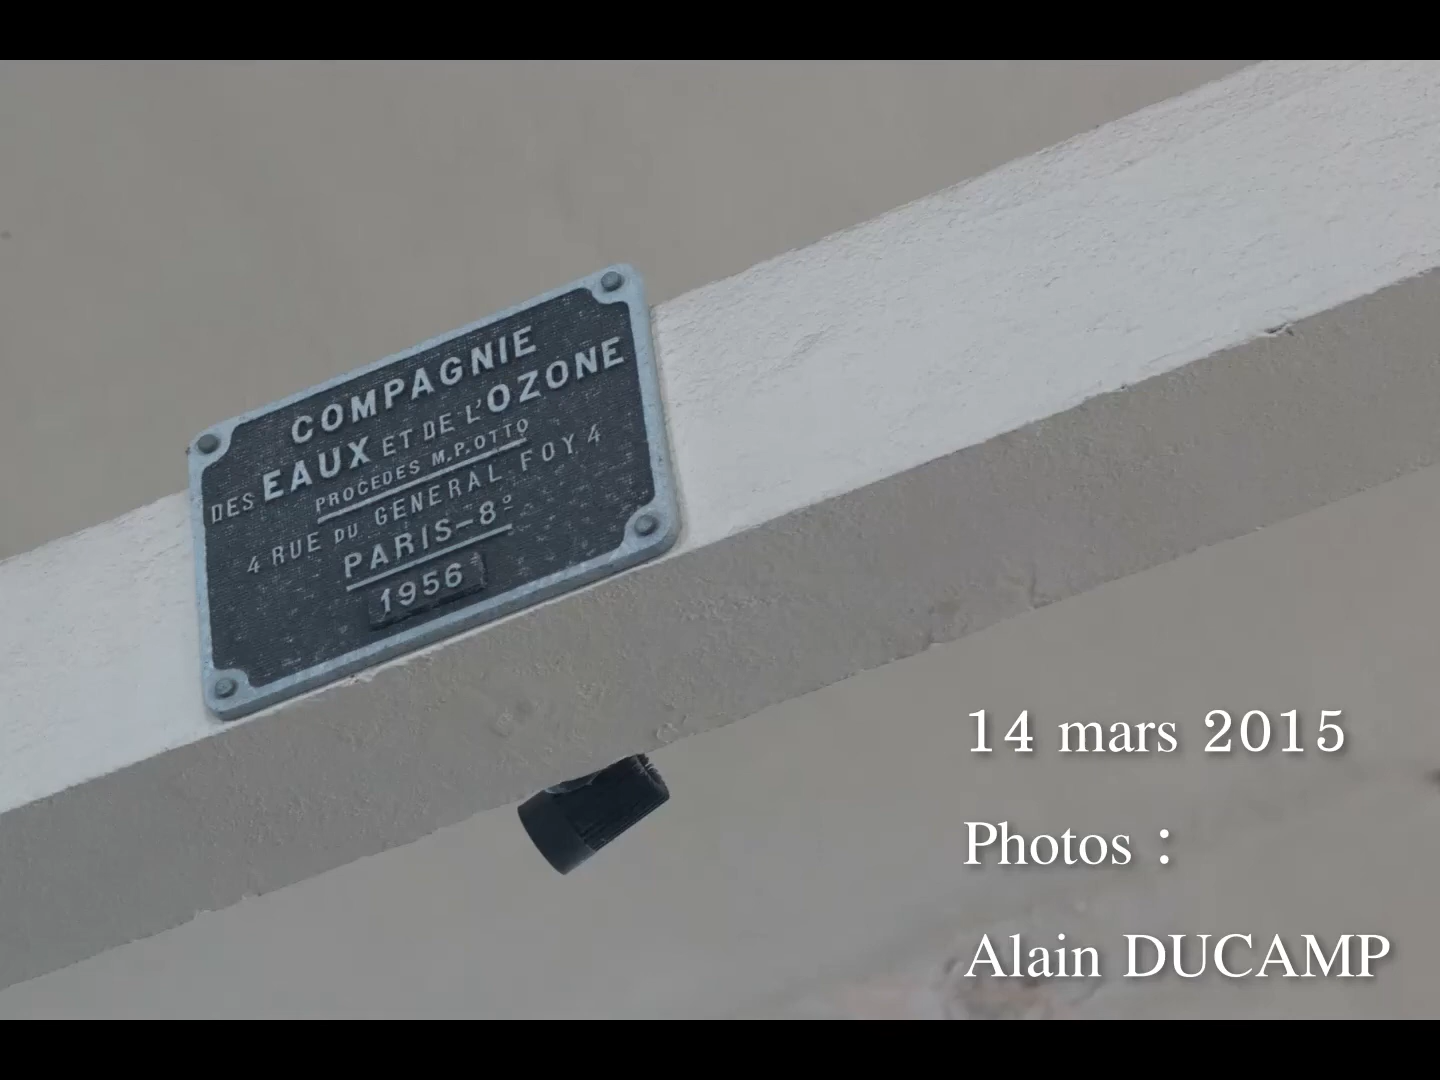 COMPAGNIE
DES EAUX ET DE L'OZONE
PROCEDES M.P.OTTO
4 RUE DU GENERAL FOY 4
PARIS-8º
1956
14 mars 2015
Photos :
Alain DUCAMP